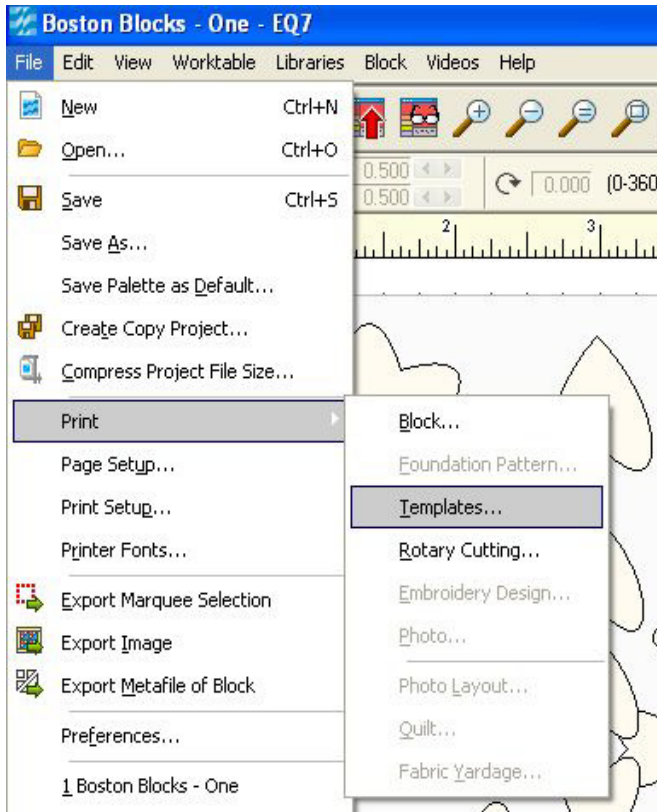 Boston Blocks - One - EQ7
File Edit View Worktable Libraries Block Videos Help
New Ctrl+N
Open... Ctrl+O
Save Ctrl+S
Save As...
Save Palette as Default...
Create Copy Project...
Compress Project File Size...
Print
Page Setup...
Print Setup...
Printer Fonts...
Export Marquee Selection
Export Image
Export Metafile of Block
Preferences...
1 Boston Blocks - One
0.500
0.500
0.000 (0-360
2 3
Block...
Foundation Pattern...
Templates...
Rotary Cutting...
Embroidery Design...
Photo...
Photo Layout...
Quilt...
Fabric Yardage...